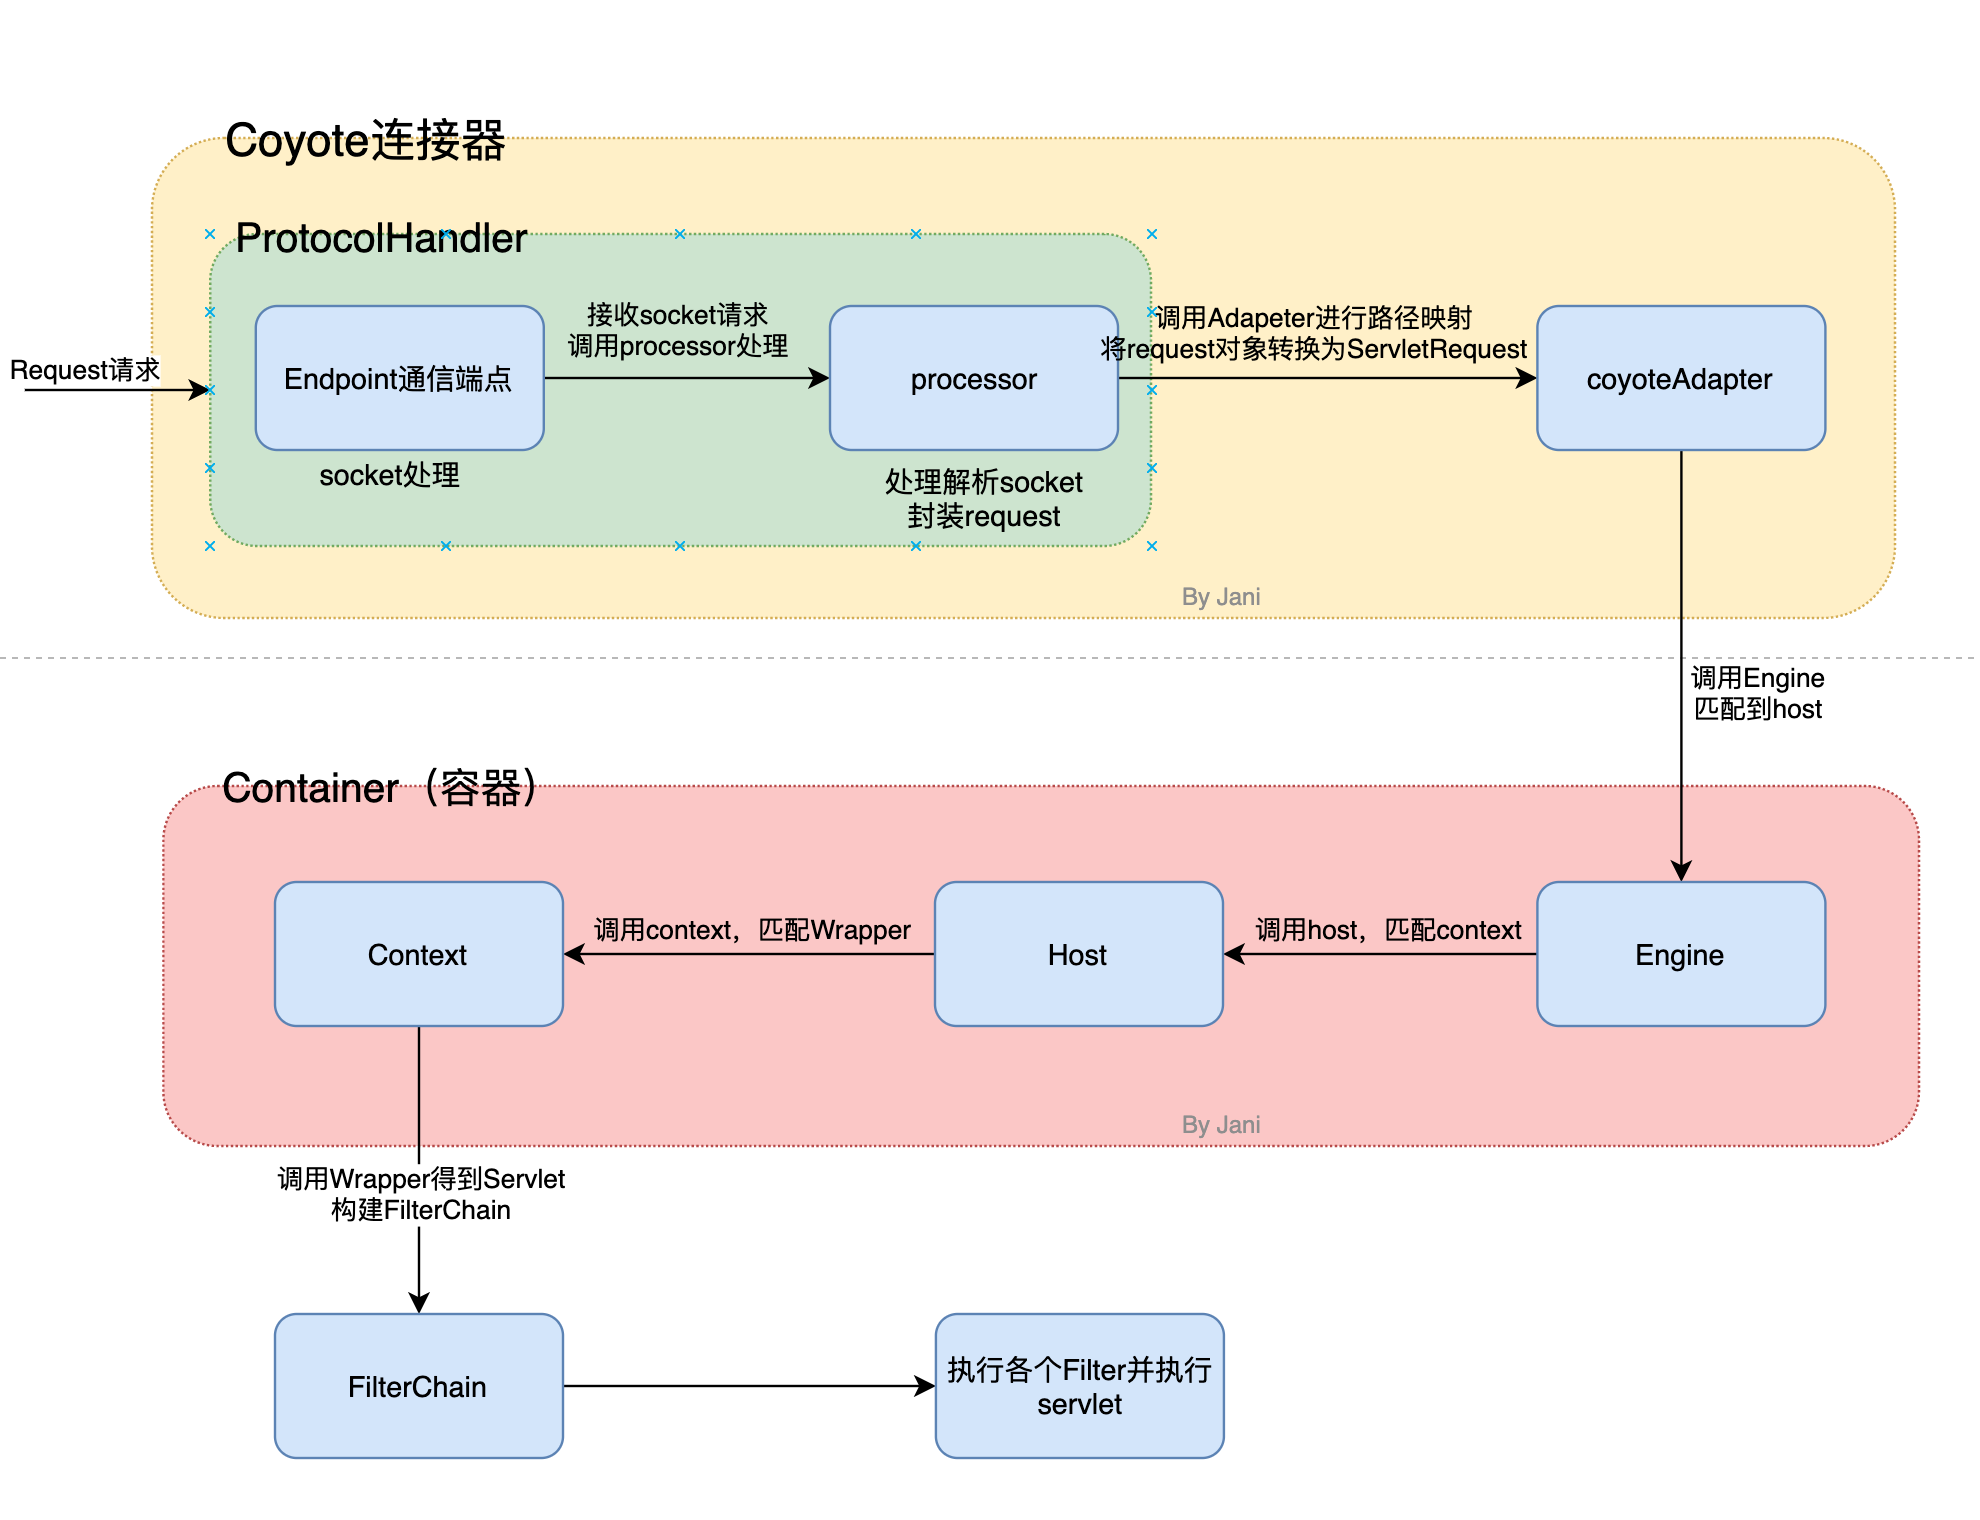 Coyote连接器
ProtocolHandler
Request请求
Endpoint通信端点
socket处理
接收socket请求
调用processor处理
processor
处理解析socket
封装request
调用Adapeter进行路径映射
将request对象转换为ServletRequest
coyoteAdapter
By Jani
调用Engine
匹配到host
Container（容器）
Context
调用context，匹配Wrapper
Host
调用host，匹配context
Engine
By Jani
调用Wrapper得到Servlet
构建FilterChain
FilterChain
执行各个Filter并执行
servlet